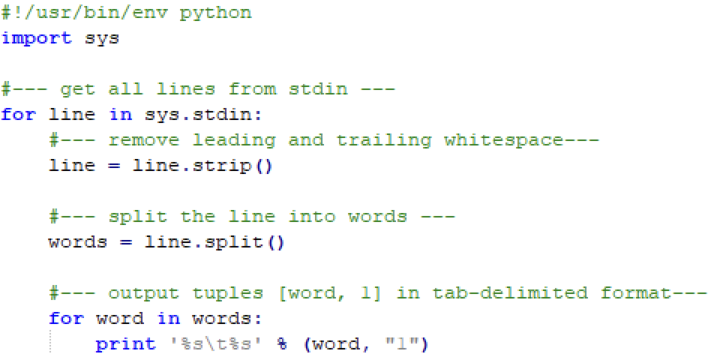 #!/usr/bin/env python
import sys
#--- get all lines from stdin ---
for line in sys.stdin:
#--- remove leading and trailing whitespace---
line = line.strip()
#--- split the line into words ---
words = line.split()
#--- output tuples [word, 1] in tab-delimited format---
for word in words:
print '%s\t%s' % (word, "1")